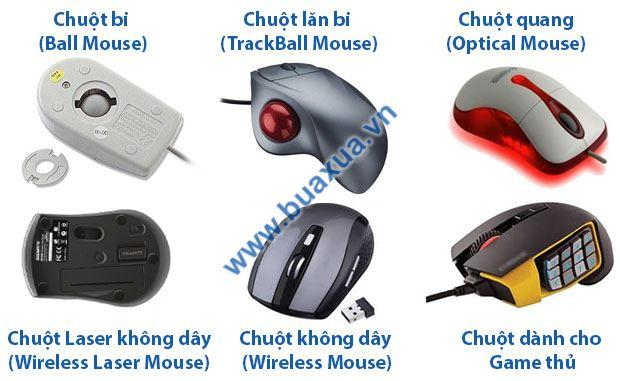 Chuột bi
(Ball Mouse)
Chuột lăn bi
(TrackBall Mouse)
Chuột quang
(Optical Mouse)
www.buaxua.vn
Chuột Laser không dây
(Wireless Laser Mouse)
Chuột không dây
(Wireless Mouse)
Chuột dành cho
Game thủ